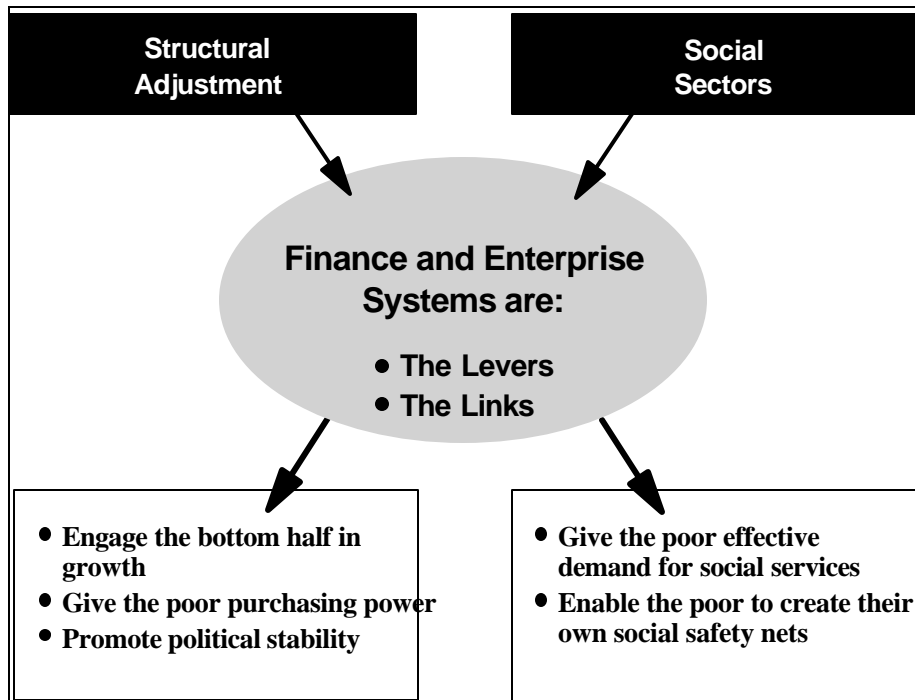 Structural
Adjustment
Social
Sectors
Finance and Enterprise
Systems are:
• The Levers
• The Links
• Engage the bottom half in
growth
• Give the poor purchasing power
• Promote political stability
• Give the poor effective
demand for social services
• Enable the poor to create their
own social safety nets